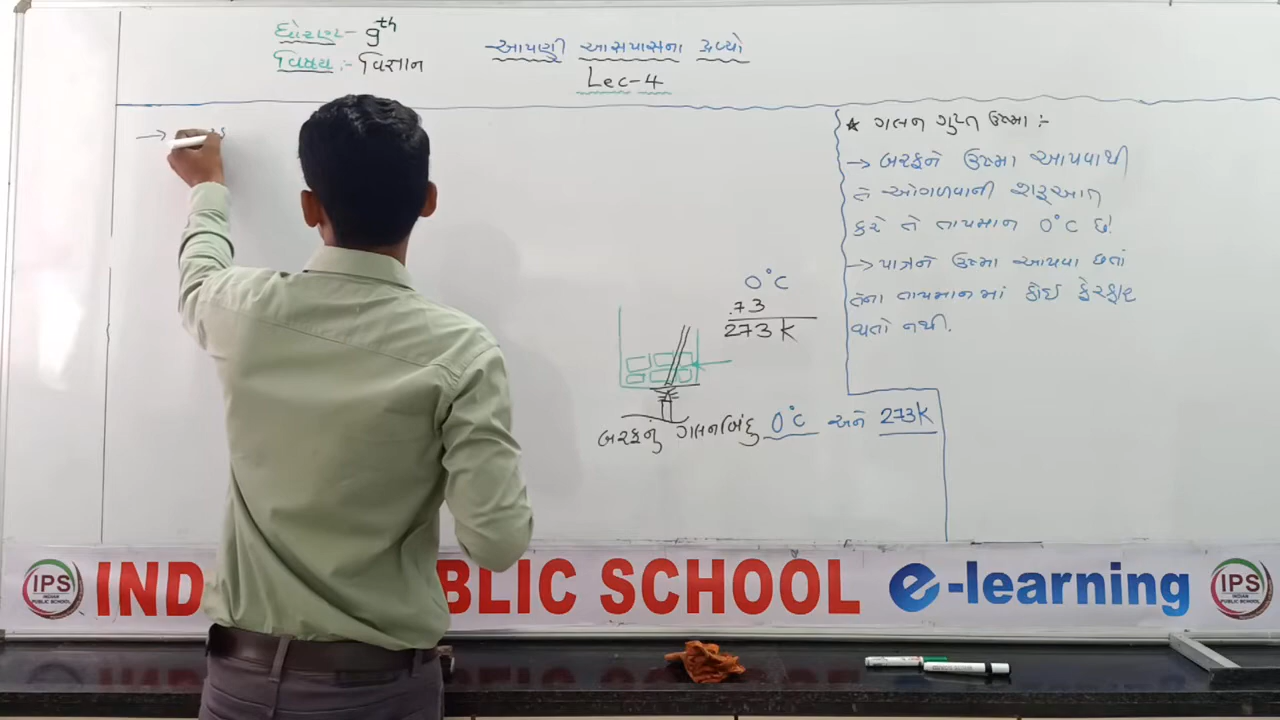 ધોરણ - 9th
વિષય :- વિજ્ઞાન
આપણી આસપાસના દ્રવ્યો
Lec-4
→
★ ગલન ગુપ્ત ઉષ્મા :-
→ બરફને ઉષ્મા આપવાથી
તે ઓગળવાની શરૂઆત
કરે તે તાપમાન 0°C છે.
→ પાત્રને ઉષ્મા આપવા છતાં
તેના તાપમાનમાં કોઈ ફેરફાર
થતો નથી.
0°C
273 K
બરફનું ગલનબિંદુ 0°C અને 273K
IPS
INDIAN
PUBLIC SCHOOL
IND BLIC SCHOOL e-learning
IPS
INDIAN
PUBLIC SCHOOL